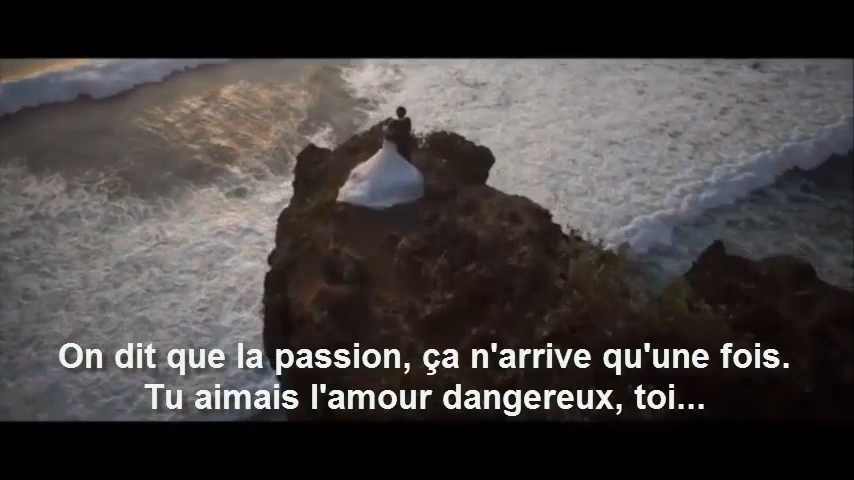 On dit que la passion, ça n'arrive qu'une fois.
Tu aimais l'amour dangereux, toi...